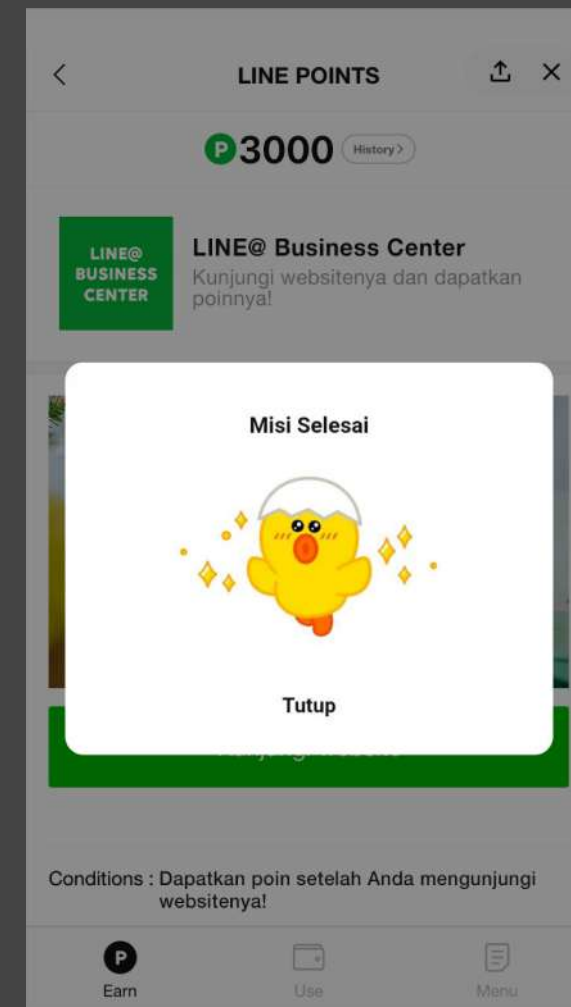 LINE POINTS
P 3000 History >
LINE@
BUSINESS
CENTER
LINE@ Business Center
Kunjungi websitenya dan dapatkan
poinnya!
Misi Selesai
Tutup
Conditions : Dapatkan poin setelah Anda mengunjungi
websitenya!
P
Earn
Use
Menu